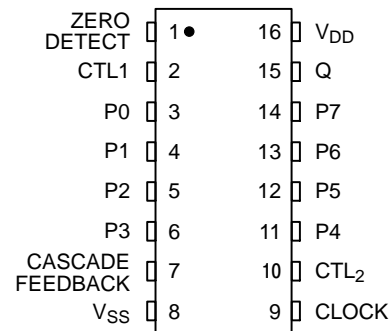 ZERO
DETECT 1 16 VDD
CTL1 2 15 Q
P0 3 14 P7
P1 4 13 P6
P2 5 12 P5
P3 6 11 P4
CASCADE
FEEDBACK 7 10 CTL2
VSS 8 9 CLOCK